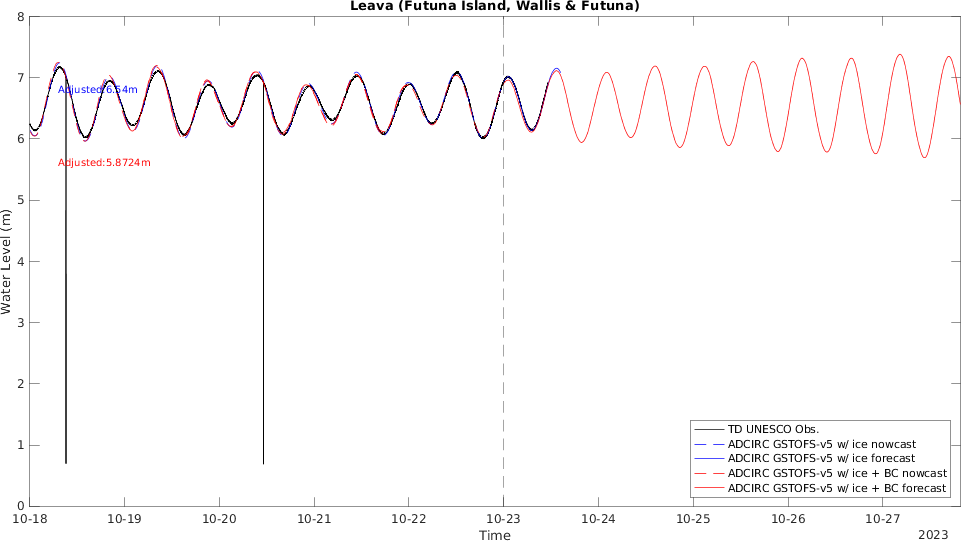 Leava (Futuna Island, Wallis & Futuna)
8
7
6
5
4
3
2
1
0
Water Level (m)
Adjusted:6.54m
Adjusted:5.8724m
TD UNESCO Obs.
ADCIRC GSTOFS-v5 w/ ice nowcast
ADCIRC GSTOFS-v5 w/ ice forecast
ADCIRC GSTOFS-v5 w/ ice + BC nowcast
ADCIRC GSTOFS-v5 w/ ice + BC forecast
10-18 10-19 10-20 10-21 10-22 10-23 10-24 10-25 10-26 10-27
Time
2023